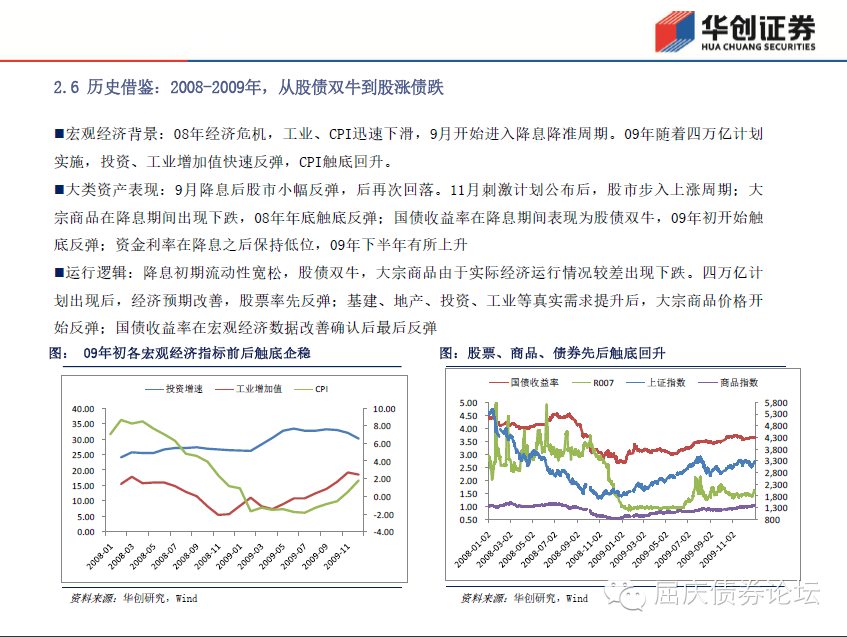 华创证券
HUA CHUANG SECURITIES
2.6 历史借鉴：2008-2009年，从股债双牛到股涨债跌
■宏观经济背景：08年经济危机，工业、CPI迅速下滑，9月开始进入降息降准周期。09年随着四万亿计划
实施，投资、工业增加值快速反弹，CPI触底回升。
■大类资产表现：9月降息后股市小幅反弹，后再次回落。11月刺激计划公布后，股市步入上涨周期；大
宗商品在降息期间出现下跌，08年年底触底反弹；国债收益率在降息期间表现为股债双牛，09年初开始触
底反弹；资金利率在降息之后保持低位，09年下半年有所上升
■运行逻辑：降息初期流动性宽松，股债双牛，大宗商品由于实际经济运行情况较差出现下跌。四万亿计
划出现后，经济预期改善，股票率先反弹；基建、地产、投资、工业等真实需求提升后，大宗商品价格开
始反弹；国债收益率在宏观经济数据改善确认后最后反弹
图： 09年初各宏观经济指标前后触底企稳
投资增速 工业增加值 CPI
40.00 10.00
35.00 8.00
30.00 6.00
25.00 4.00
20.00 2.00
15.00 0.00
10.00 -2.00
5.00 -4.00
0.00
2008-01 2008-03 2008-05 2008-07 2008-09 2008-11 2009-01 2009-03 2009-05 2009-07 2009-09 2009-11
资料来源：华创研究，Wind
图：股票、商品、债券先后触底回升
国债收益率 R007 上证指数 商品指数
5.00 5,800
4.50 5,300
4.00 4,800
3.50 4,300
3.00 3,800
2.50 3,300
2.00 2,800
1.50 2,300
1.00 1,800
0.50 1,300
800
2008-01-02 2008-03-02 2008-05-02 2008-07-02 2008-09-02 2008-11-02 2009-01-02 2009-03-02 2009-05-02 2009-07-02 2009-09-02 2009-11-02
资料来源：华创研究，Wind
屈庆债券论坛